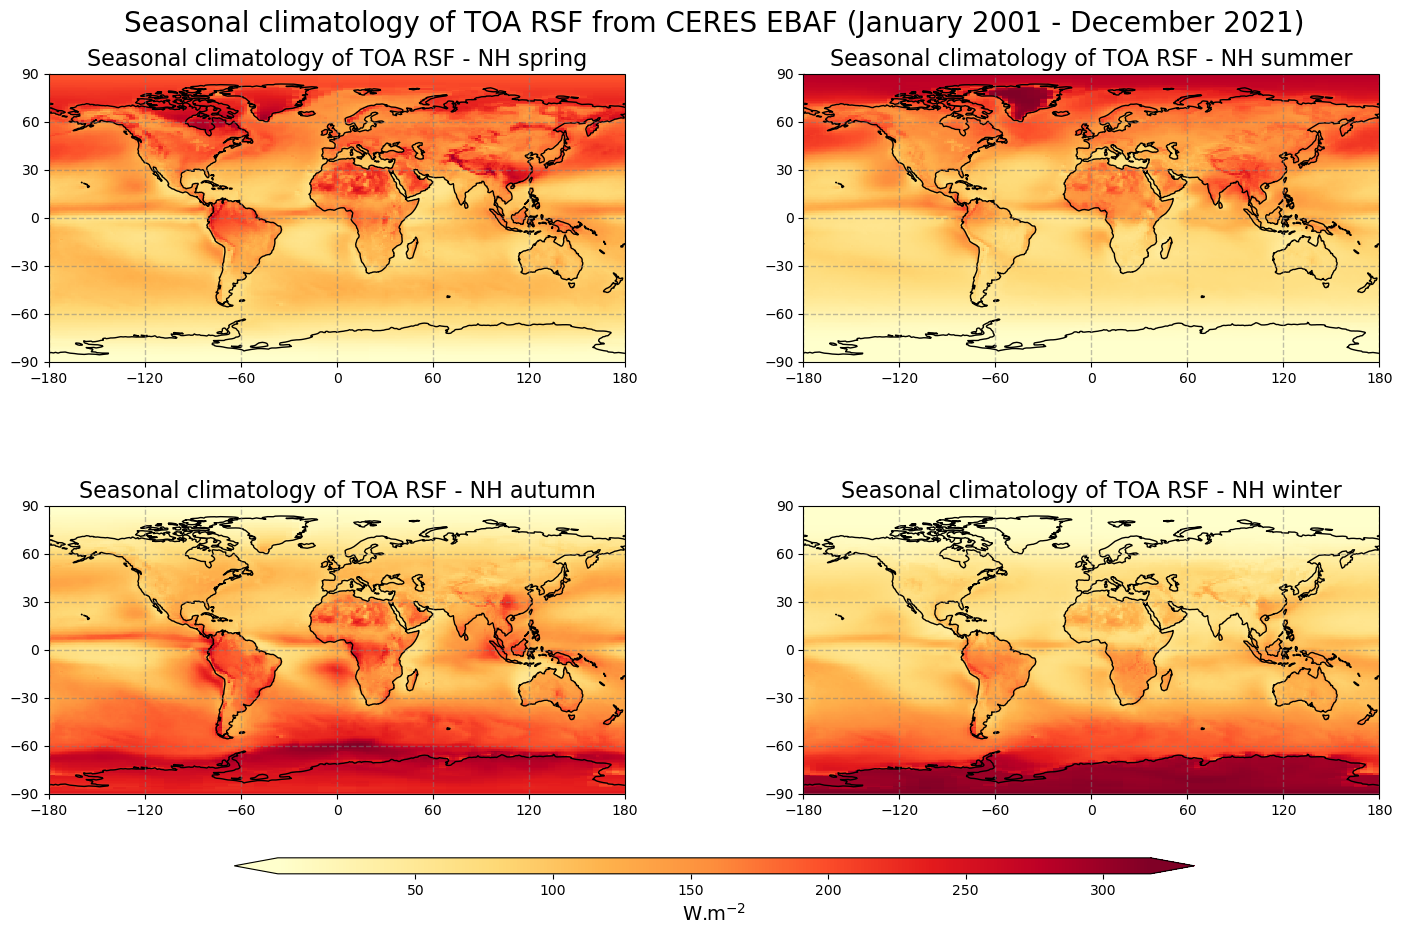 Seasonal climatology of TOA RSF from CERES EBAF (January 2001 - December 2021)
Seasonal climatology of TOA RSF - NH spring
90
60
30
0
−30
−60
−90
−180 −120 −60 0 60 120 180
Seasonal climatology of TOA RSF - NH summer
90
60
30
0
−30
−60
−90
−180 −120 −60 0 60 120 180
Seasonal climatology of TOA RSF - NH autumn
90
60
30
0
−30
−60
−90
−180 −120 −60 0 60 120 180
Seasonal climatology of TOA RSF - NH winter
90
60
30
0
−30
−60
−90
−180 −120 −60 0 60 120 180
50 100 150 200 250 300
W.m⁻²